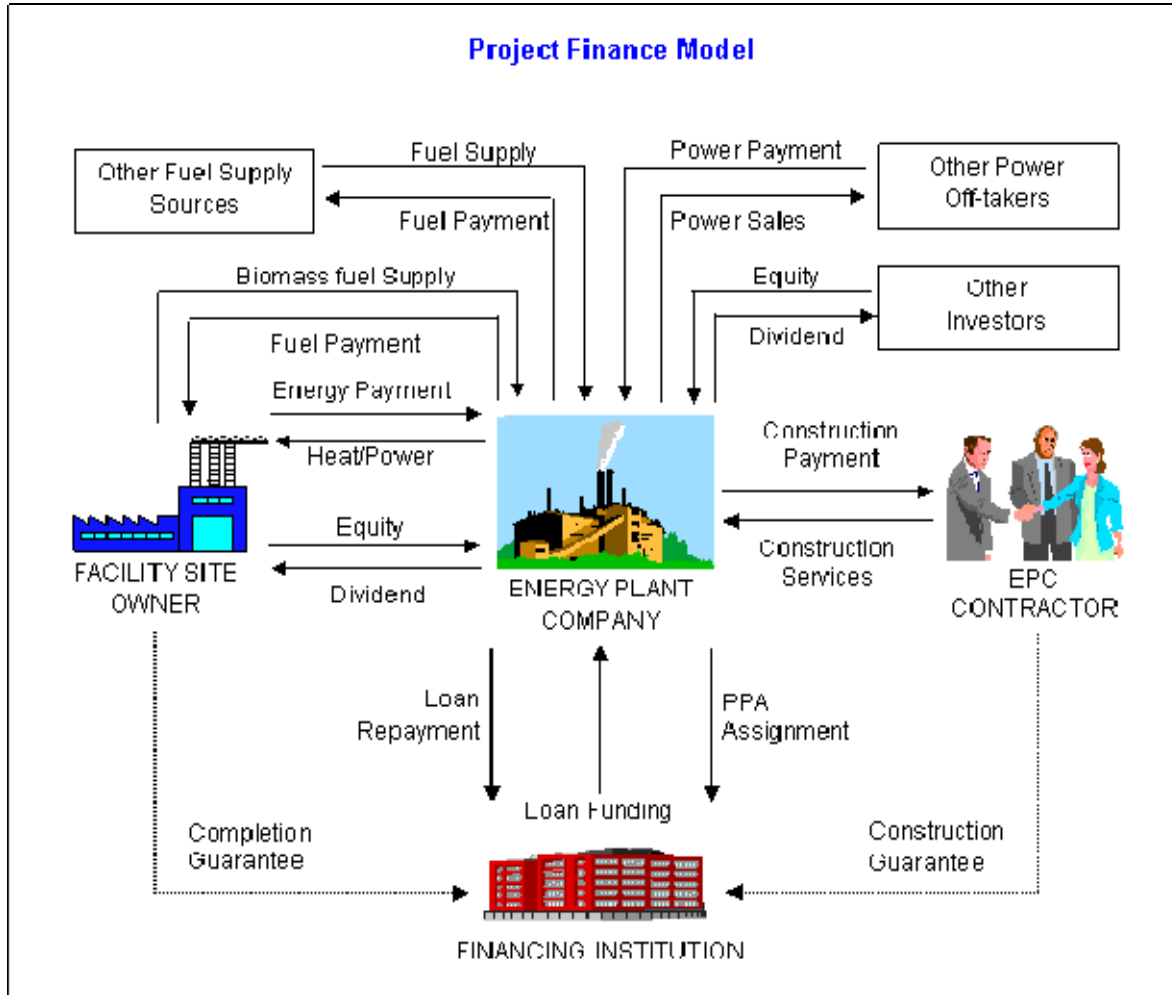 Project Finance Model
Fuel Supply
Power Payment
Other Fuel Supply
Sources
Other Power
Off-takers
Fuel Payment
Power Sales
Biomass fuel Supply
Equity
Other
Investors
Fuel Payment
Dividend
Energy Payment
Heat/Power
Construction
Payment
Equity
Construction
Services
FACILITY SITE
OWNER
Dividend
ENERGY PLANT
COMPANY
EPC
CONTRACTOR
Loan
Repayment
PPA
Assignment
Loan Funding
Completion
Guarantee
Construction
Guarantee
FINANCING INSTITUTION